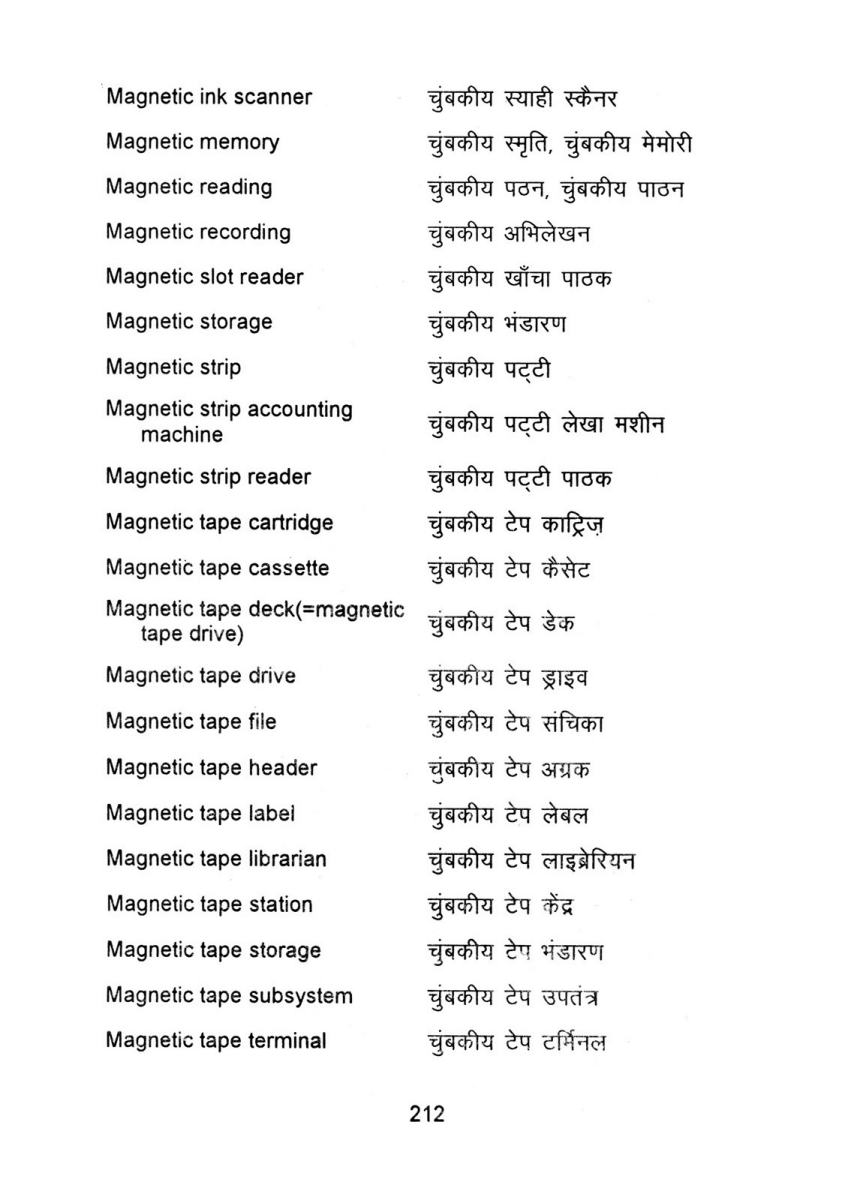 Magnetic ink scanner चुंबकीय स्याही स्कैनर
Magnetic memory चुंबकीय स्मृति, चुंबकीय मेमोरी
Magnetic reading चुंबकीय पठन, चुंबकीय पाठन
Magnetic recording चुंबकीय अभिलेखन
Magnetic slot reader चुंबकीय खाँचा पाठक
Magnetic storage चुंबकीय भंडारण
Magnetic strip चुंबकीय पट्टी
Magnetic strip accounting
machine चुंबकीय पट्टी लेखा मशीन
Magnetic strip reader चुंबकीय पट्टी पाठक
Magnetic tape cartridge चुंबकीय टेप काट्रिज़
Magnetic tape cassette चुंबकीय टेप कैसेट
Magnetic tape deck(=magnetic
tape drive) चुंबकीय टेप डेक
Magnetic tape drive चुंबकीय टेप ड्राइव
Magnetic tape file चुंबकीय टेप संचिका
Magnetic tape header चुंबकीय टेप अग्रक
Magnetic tape label चुंबकीय टेप लेबल
Magnetic tape librarian चुंबकीय टेप लाइब्रेरियन
Magnetic tape station चुंबकीय टेप केंद्र
Magnetic tape storage चुंबकीय टेप भंडारण
Magnetic tape subsystem चुंबकीय टेप उपतंत्र
Magnetic tape terminal चुंबकीय टेप टर्मिनल
212